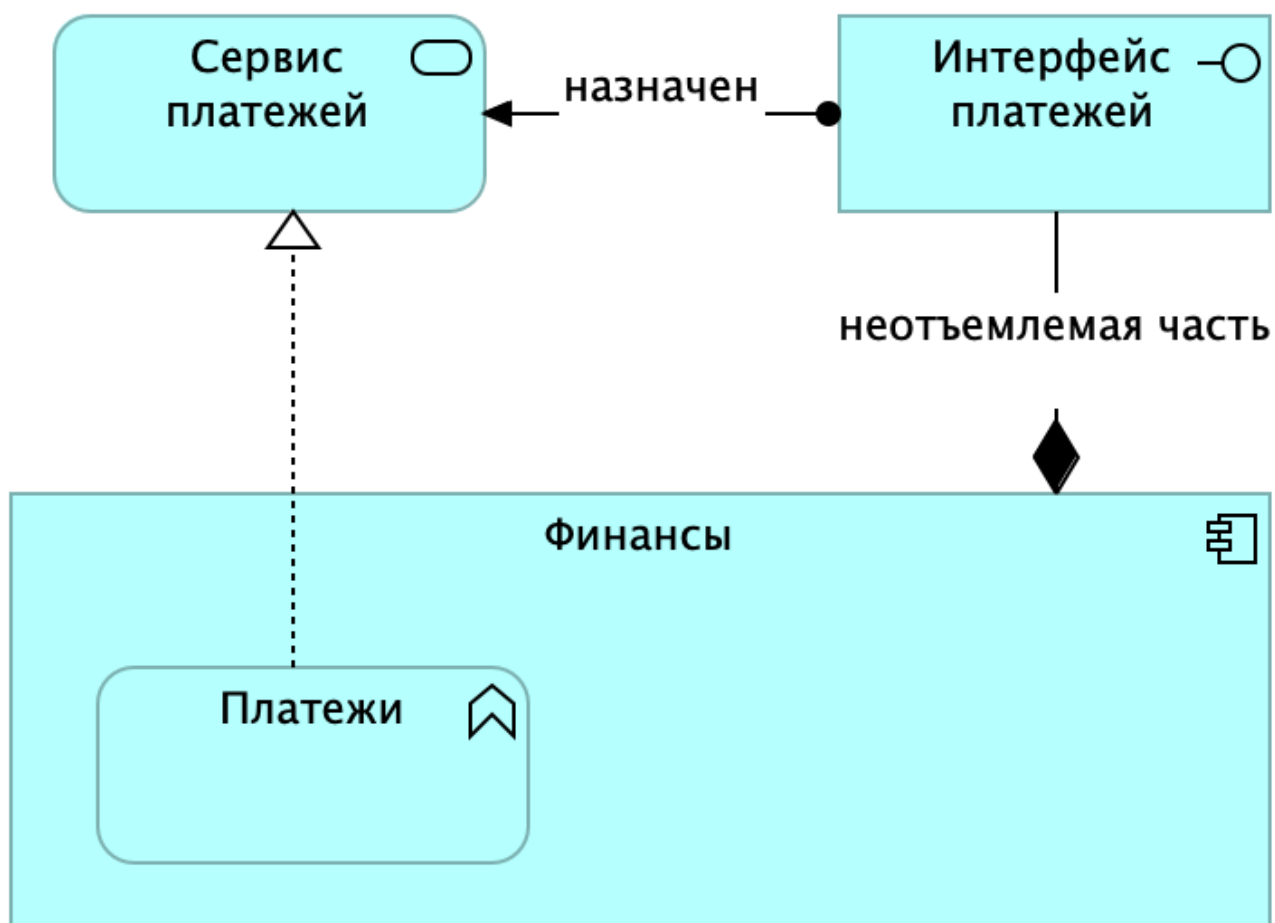 Сервис
платежей
назначен
Интерфейс
платежей
неотъемлемая часть
Финансы
Платежи